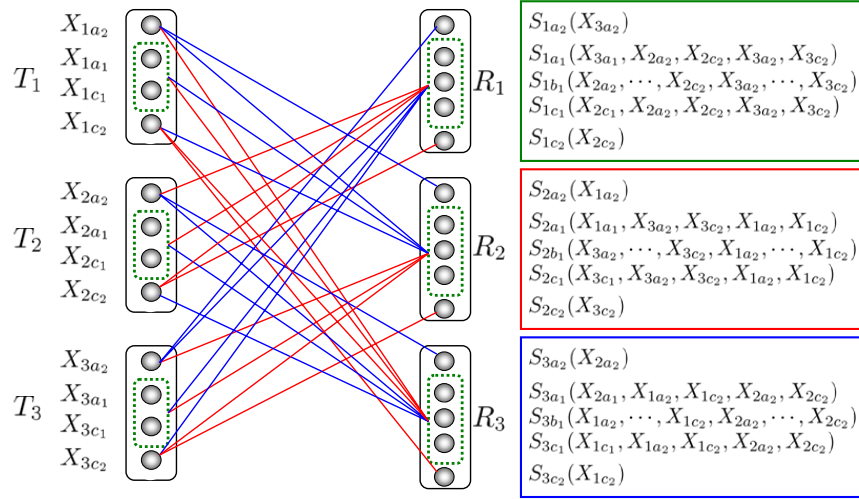 X_{1a_2}
X_{1a_1}
T_1
X_{1c_1}
X_{1c_2}
R_1
S_{1a_2}(X_{3a_2})
S_{1a_1}(X_{3a_1}, X_{2a_2}, X_{2c_2}, X_{3a_2}, X_{3c_2})
S_{1b_1}(X_{2a_2}, ⋯, X_{2c_2}, X_{3a_2}, ⋯, X_{3c_2})
S_{1c_1}(X_{2c_1}, X_{2a_2}, X_{2c_2}, X_{3a_2}, X_{3c_2})
S_{1c_2}(X_{2c_2})
X_{2a_2}
X_{2a_1}
T_2
X_{2c_1}
X_{2c_2}
R_2
S_{2a_2}(X_{1a_2})
S_{2a_1}(X_{1a_1}, X_{3a_2}, X_{3c_2}, X_{1a_2}, X_{1c_2})
S_{2b_1}(X_{3a_2}, ⋯, X_{3c_2}, X_{1a_2}, ⋯, X_{1c_2})
S_{2c_1}(X_{3c_1}, X_{3a_2}, X_{3c_2}, X_{1a_2}, X_{1c_2})
S_{2c_2}(X_{3c_2})
X_{3a_2}
X_{3a_1}
T_3
X_{3c_1}
X_{3c_2}
R_3
S_{3a_2}(X_{2a_2})
S_{3a_1}(X_{2a_1}, X_{1a_2}, X_{1c_2}, X_{2a_2}, X_{2c_2})
S_{3b_1}(X_{1a_2}, ⋯, X_{1c_2}, X_{2a_2}, ⋯, X_{2c_2})
S_{3c_1}(X_{1c_1}, X_{1a_2}, X_{1c_2}, X_{2a_2}, X_{2c_2})
S_{3c_2}(X_{1c_2})